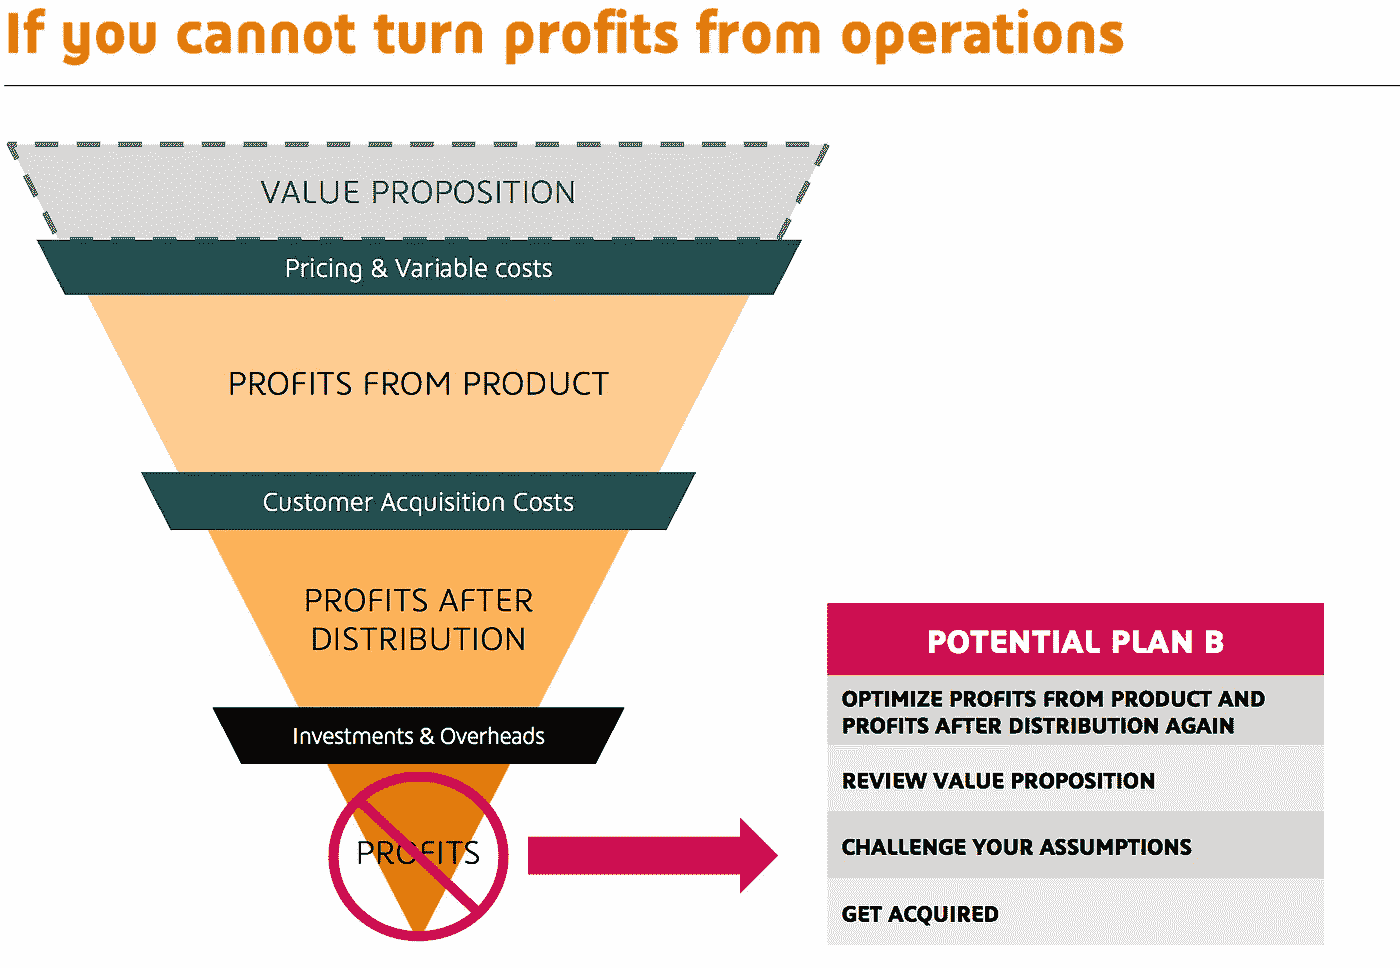 If you cannot turn profits from operations
VALUE PROPOSITION
Pricing & Variable costs
PROFITS FROM PRODUCT
Customer Acquisition Costs
PROFITS AFTER
DISTRIBUTION
Investments & Overheads
PROFITS
POTENTIAL PLAN B
OPTIMIZE PROFITS FROM PRODUCT AND
PROFITS AFTER DISTRIBUTION AGAIN
REVIEW VALUE PROPOSITION
CHALLENGE YOUR ASSUMPTIONS
GET ACQUIRED